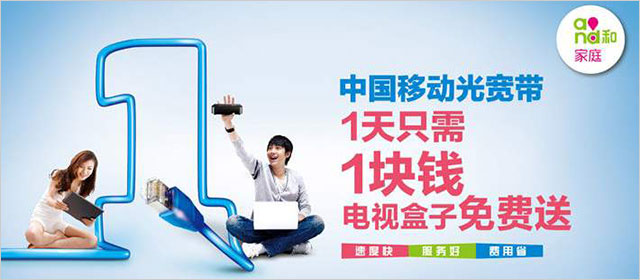 and和
家庭
中国移动光宽带
1天只需
1块钱
电视盒子免费送
速度快 服务好 费用省